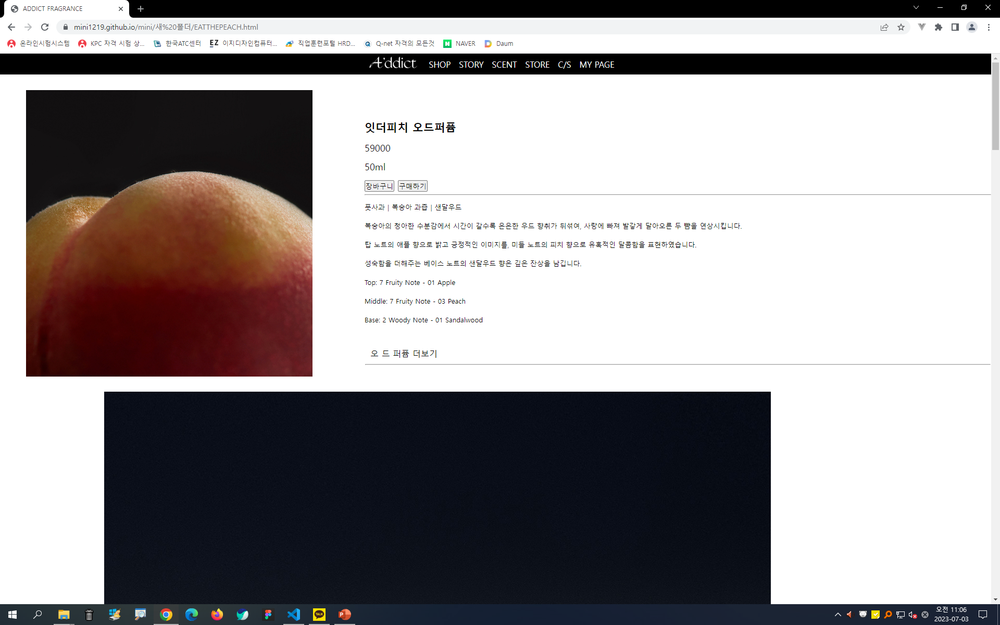 ADDICT FRAGRANCE
mini1219.github.io/mini/새%20폴더/EATTHEPEACH.html
온라인시험시스템
KPC 자격 시험 상...
한국ATC센터
EZ 이지디자인컴퓨터...
직업훈련포털 HRD...
Q Q-net 자격의 모든것
N NAVER
D Daum
A'ddict SHOP STORY SCENT STORE C/S MY PAGE
잇더피치 오드퍼퓸
59000
50ml
장바구니 구매하기
풋사과 | 복숭아 과즙 | 샌달우드
복숭아의 청아한 수분감에서 시간이 갈수록 은은한 우드 향취가 뒤섞여, 사랑에 빠져 발갛게 달아오른 두 뺨을 연상시킵니다.
탑 노트의 애플 향으로 밝고 긍정적인 이미지를, 미들 노트의 피치 향으로 유혹적인 달콤함을 표현하였습니다.
성숙함을 더해주는 베이스 노트의 샌달우드 향은 깊은 잔상을 남깁니다.
Top: 7 Fruity Note - 01 Apple
Middle: 7 Fruity Note - 03 Peach
Base: 2 Woody Note - 01 Sandalwood
오 드 퍼퓸 더보기
TALK
P
오전 11:06
2023-07-03